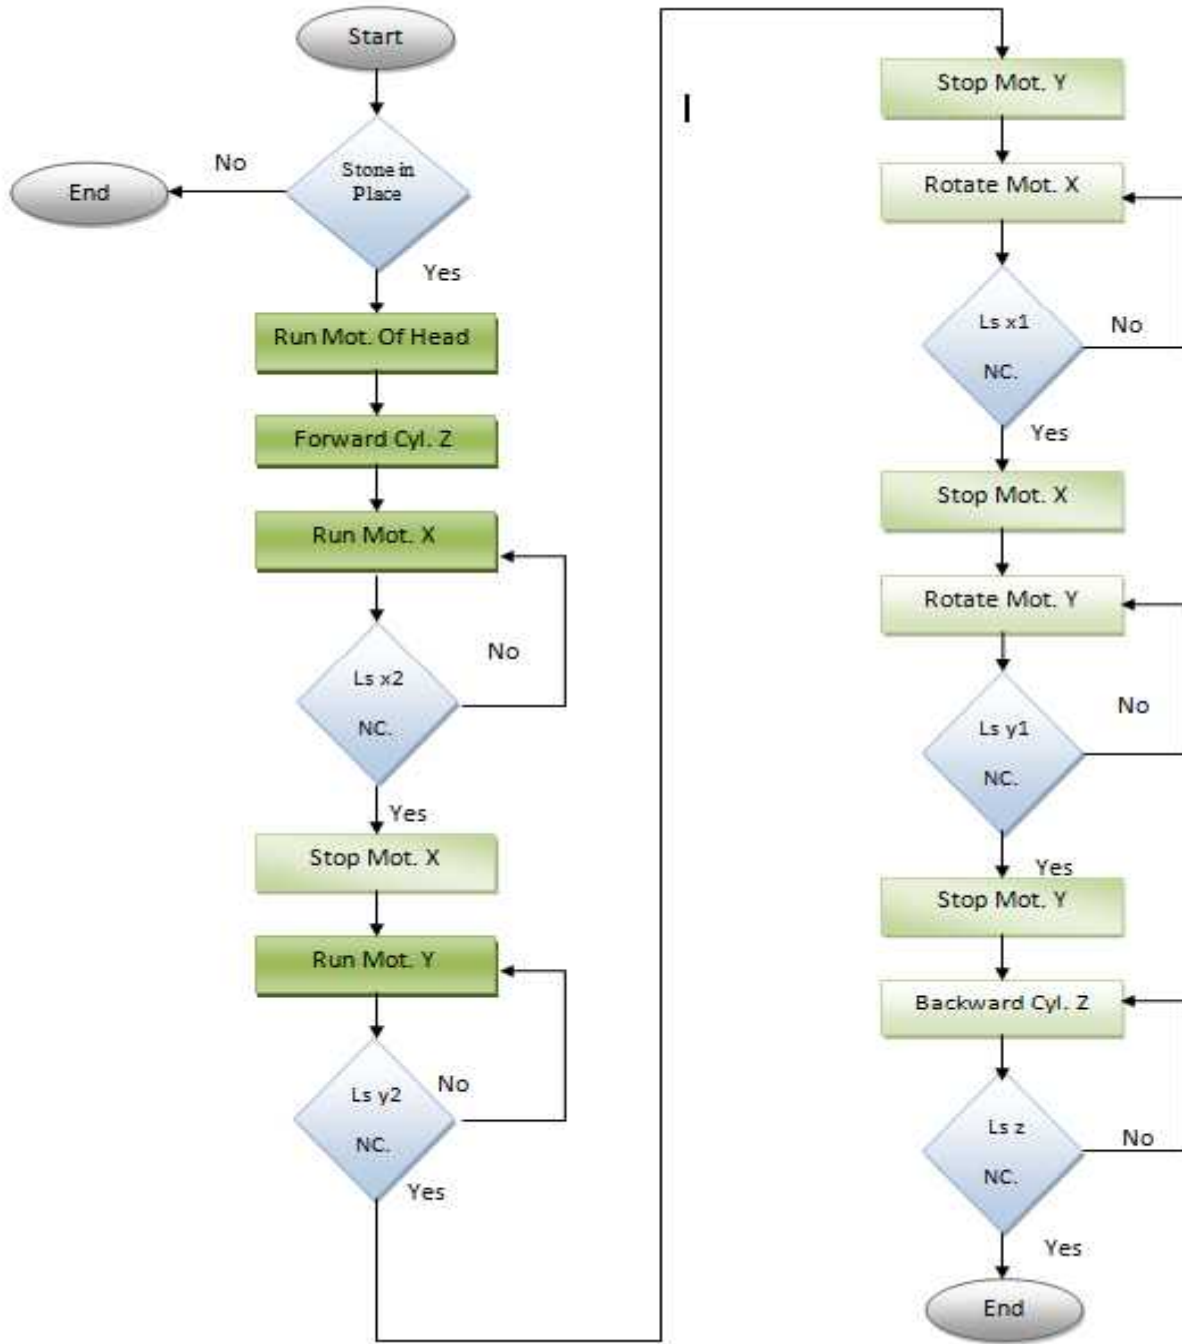 Start
Stone in
Place
No
End
Yes
Run Mot. Of Head
Forward Cyl. Z
Run Mot. X
Ls x2
NC.
No
Yes
Stop Mot. X
Run Mot. Y
Ls y2
NC.
No
Yes
Stop Mot. Y
Rotate Mot. X
Ls x1
NC.
No
Yes
Stop Mot. X
Rotate Mot. Y
Ls y1
NC.
No
Yes
Stop Mot. Y
Backward Cyl. Z
Ls z
NC.
No
Yes
End